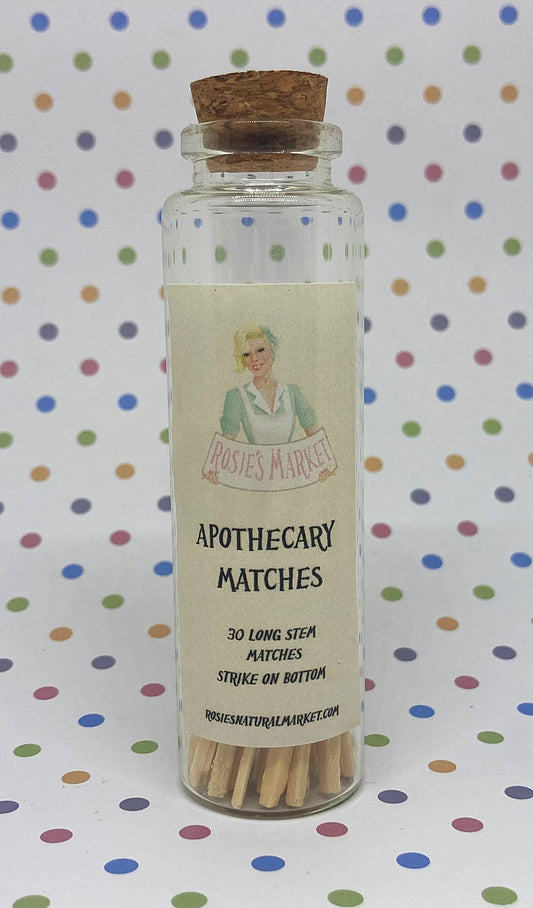 ROSIE'S MARKET
APOTHECARY
MATCHES
30 LONG STEM
MATCHES
STRIKE ON BOTTOM
ROSIESNATURALMARKET.COM